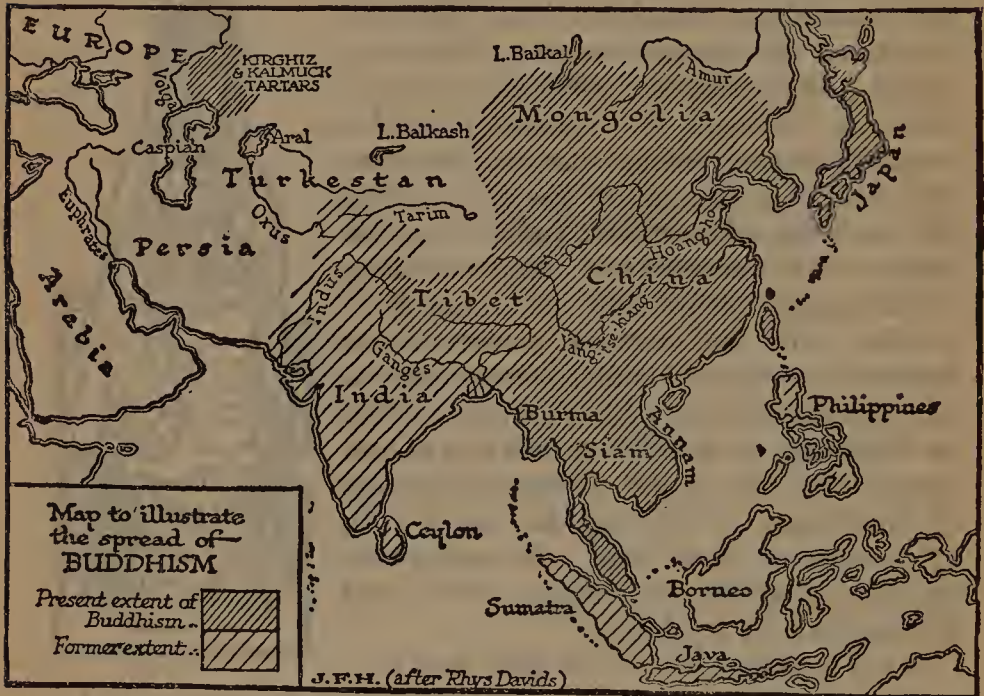 EUROPE
KIRGHIZ
& KALMUCK
TARTARS
Volga
L. Baikal
Amur
Mongolia
Caspian
Aral
L. Balkash
Turkestan
Oxus
Tarim
Japan
Euphrates
Persia
Hoang-ho
China
Arabia
Indus
Tibet
Yang-tse-kiang
Ganges
India
Burma
Siam
Annam
Philippines
Ceylon
Sumatra
Borneo
Java
Map to illustrate
the spread of
BUDDHISM
Present extent of
Buddhism..
Former extent..
J.F.H. (after Rhys Davids)